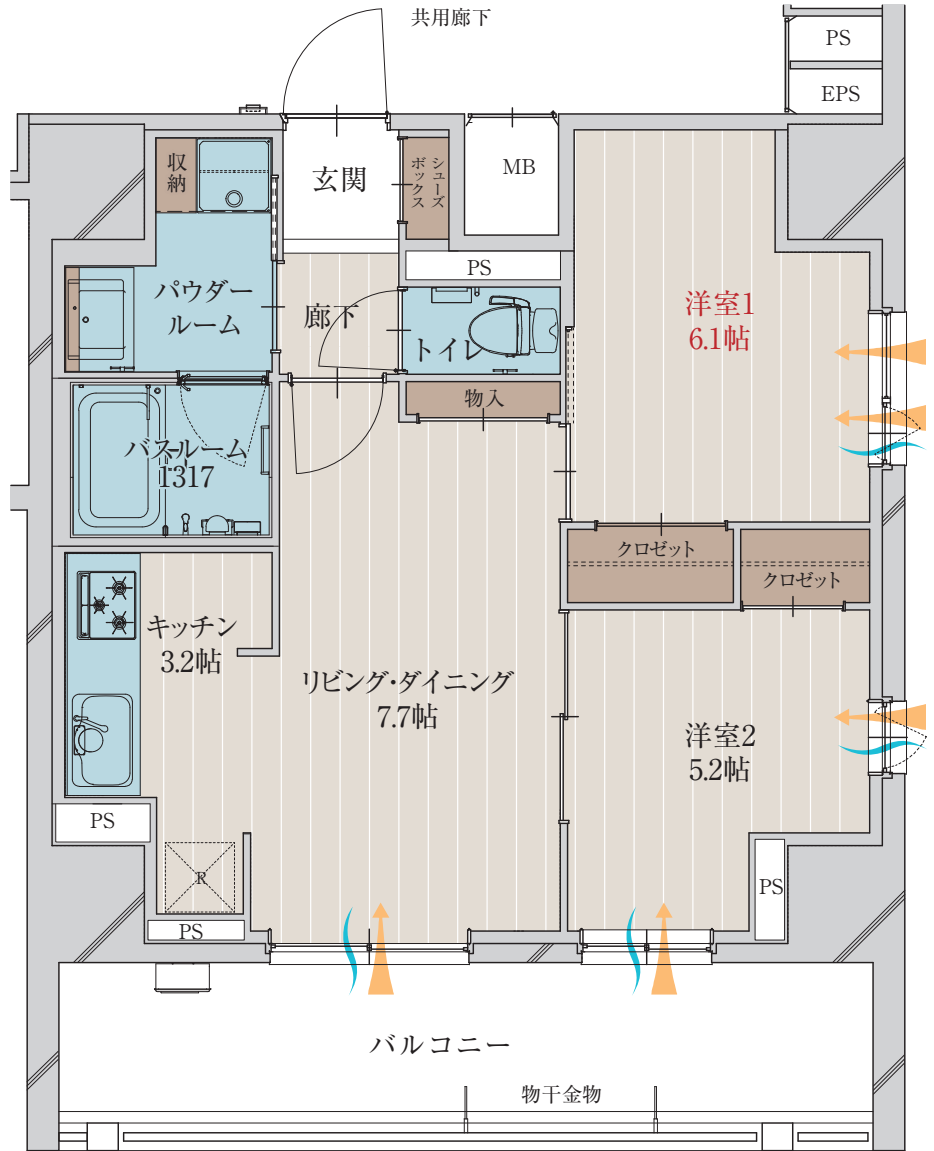 共用廊下
PS
EPS
収納
玄関
シューズ
ボックス
MB
PS
パウダー
ルーム
廊下
トイレ
洋室1
6.1帖
物入
バスルーム
1317
クロゼット
クロゼット
キッチン
3.2帖
リビング・ダイニング
7.7帖
洋室2
5.2帖
PS
R
PS
PS
バルコニー
物干金物